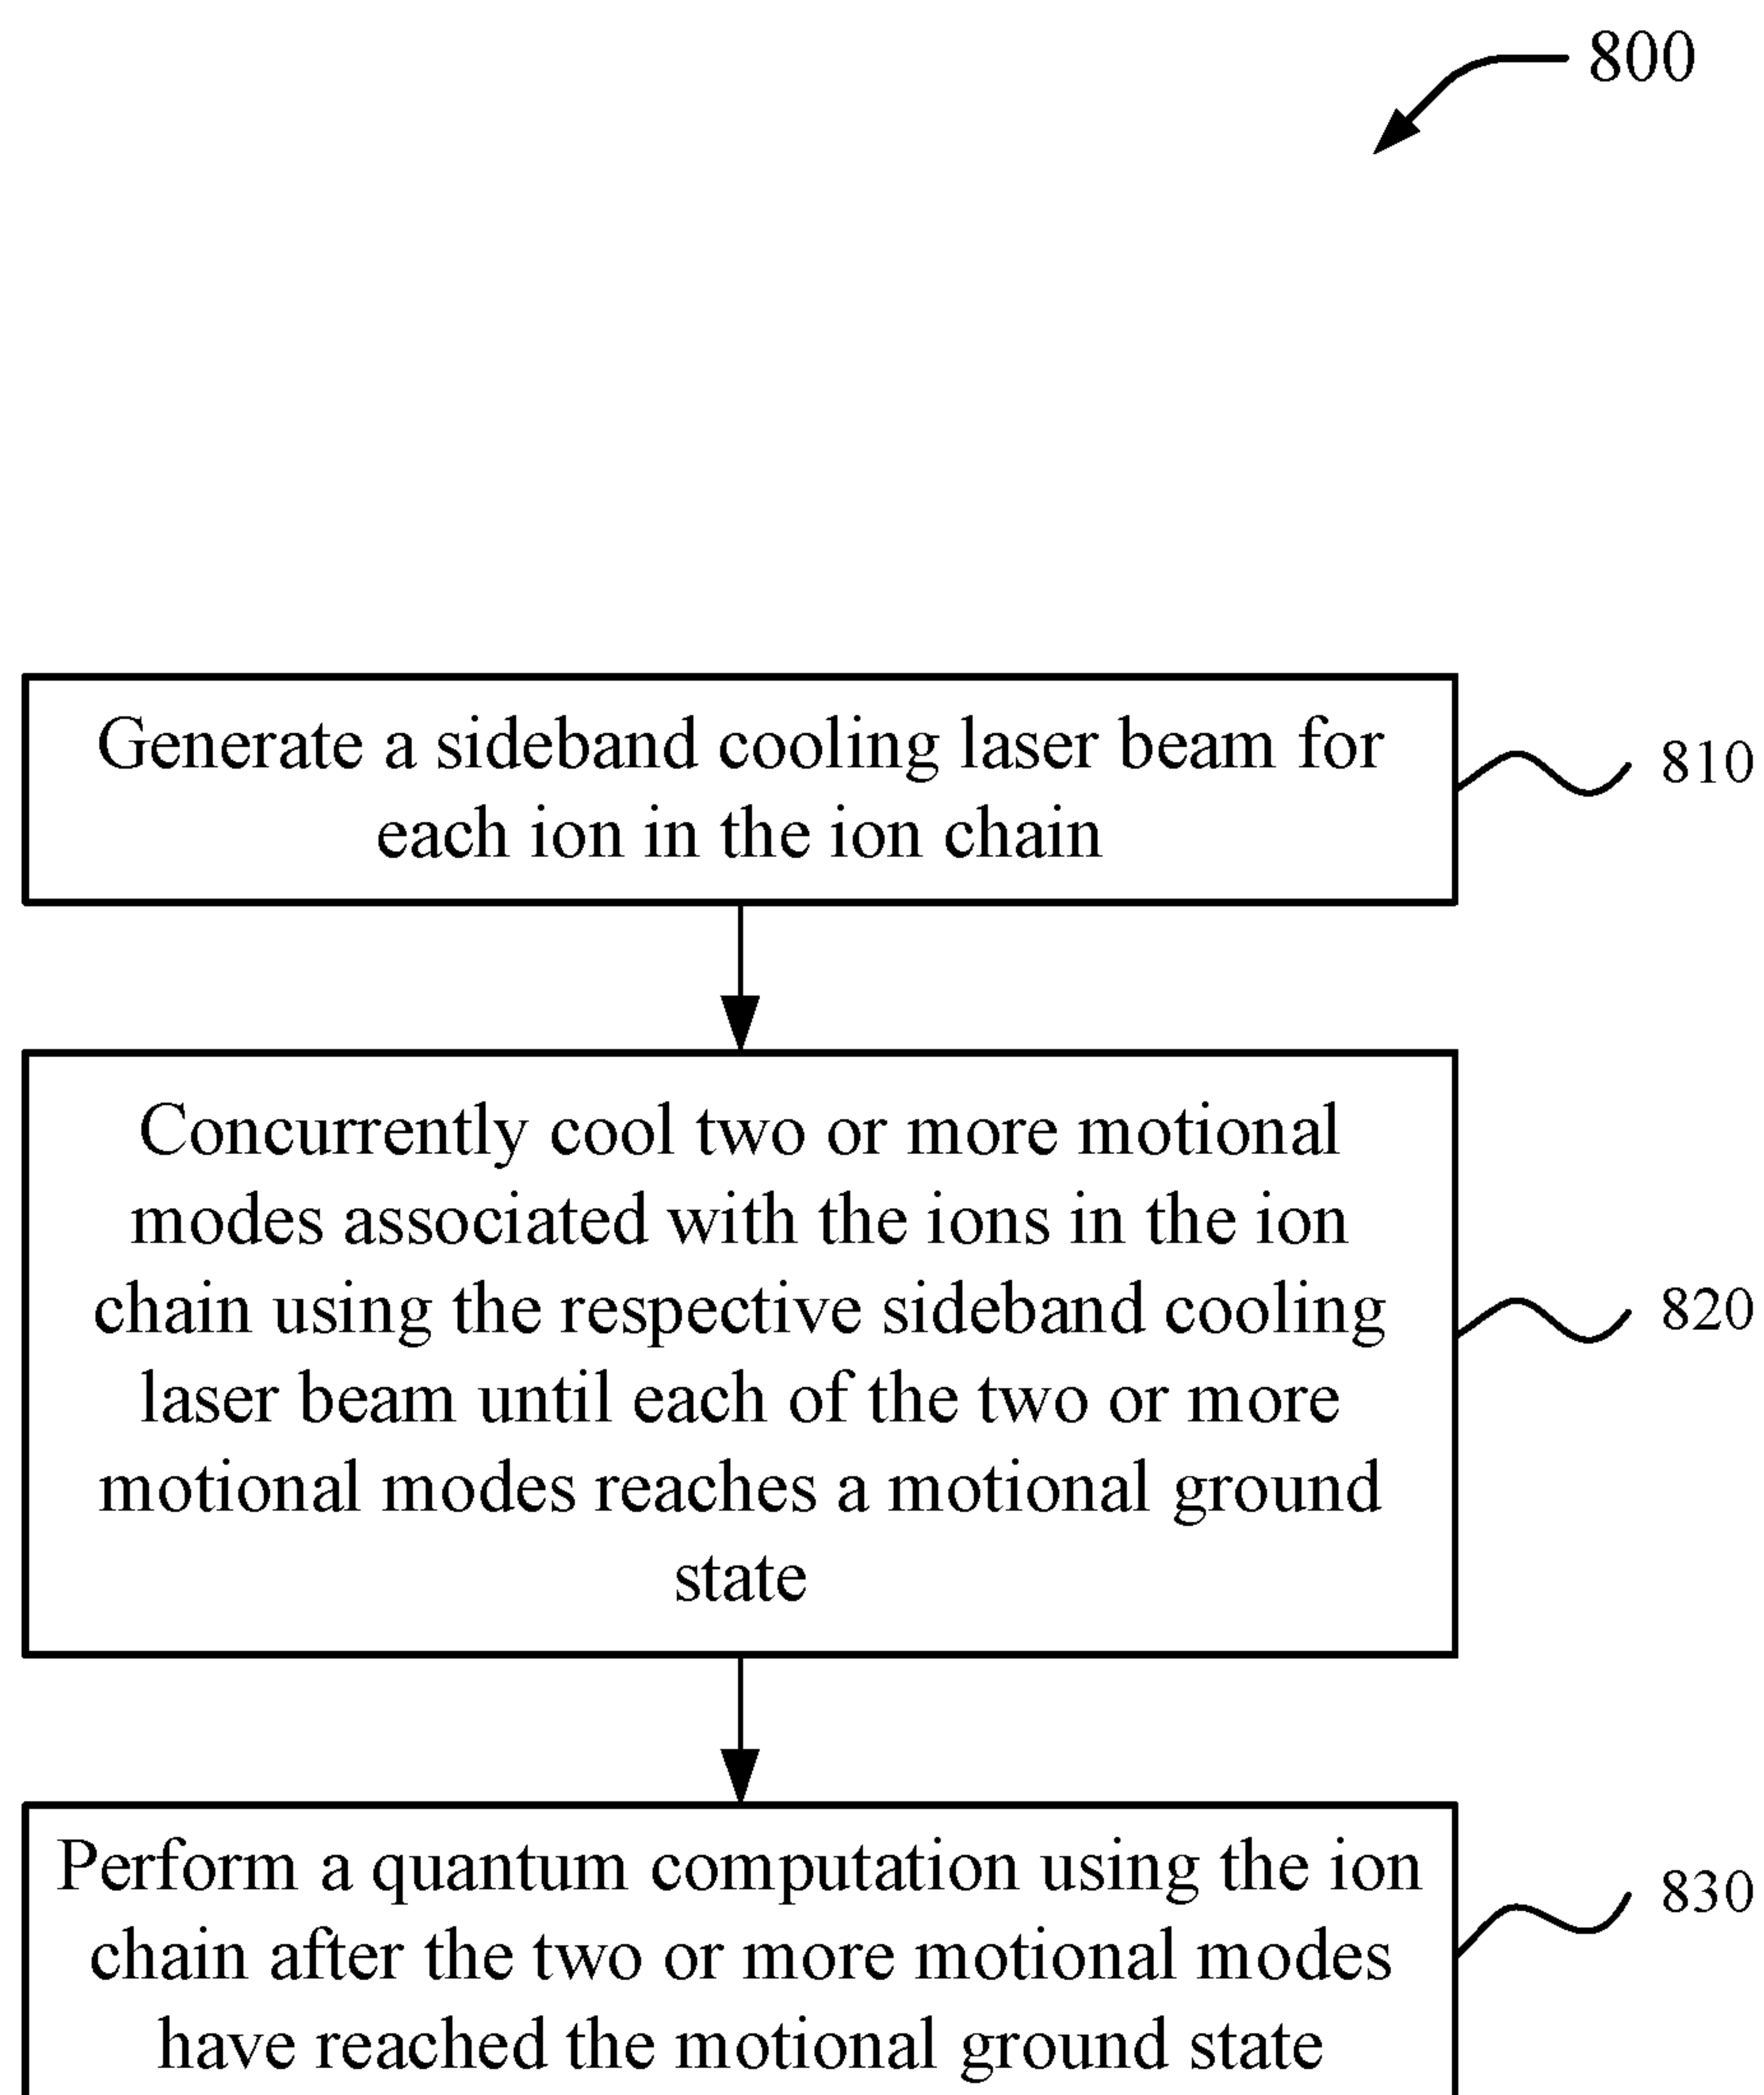 800
Generate a sideband cooling laser beam for
each ion in the ion chain
810
Concurrently cool two or more motional
modes associated with the ions in the ion
chain using the respective sideband cooling
laser beam until each of the two or more
motional modes reaches a motional ground
state
820
Perform a quantum computation using the ion
chain after the two or more motional modes
have reached the motional ground state
830